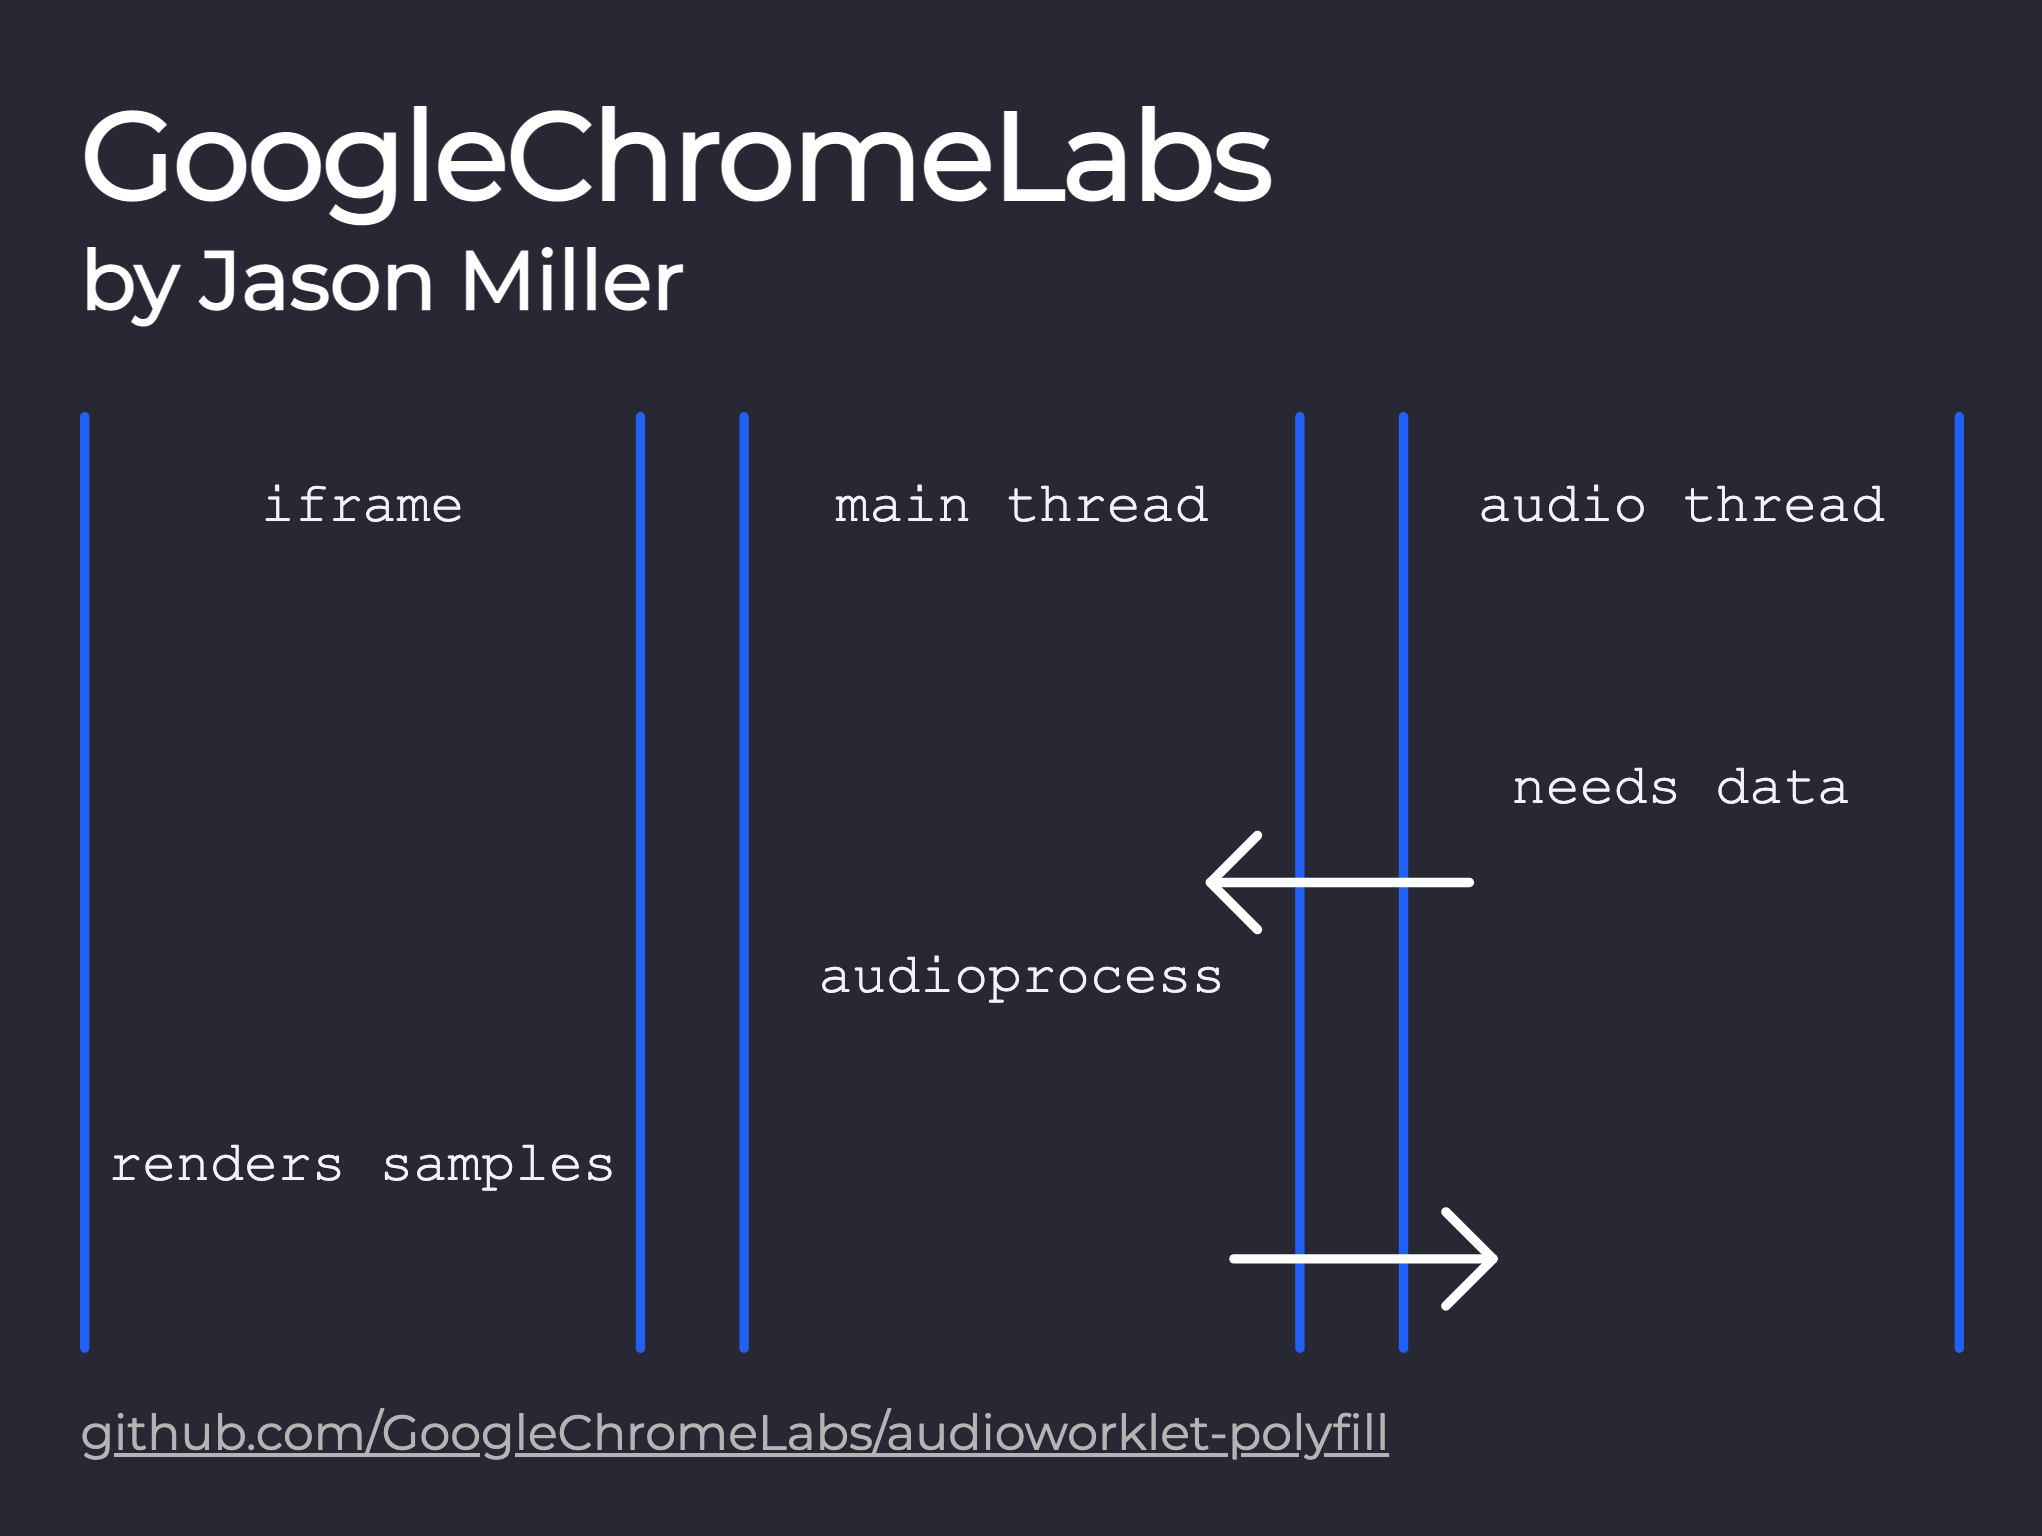 GoogleChromeLabs
by Jason Miller
iframe
main thread
audio thread
needs data
audioprocess
renders samples
github.com/GoogleChromeLabs/audioworklet-polyfill